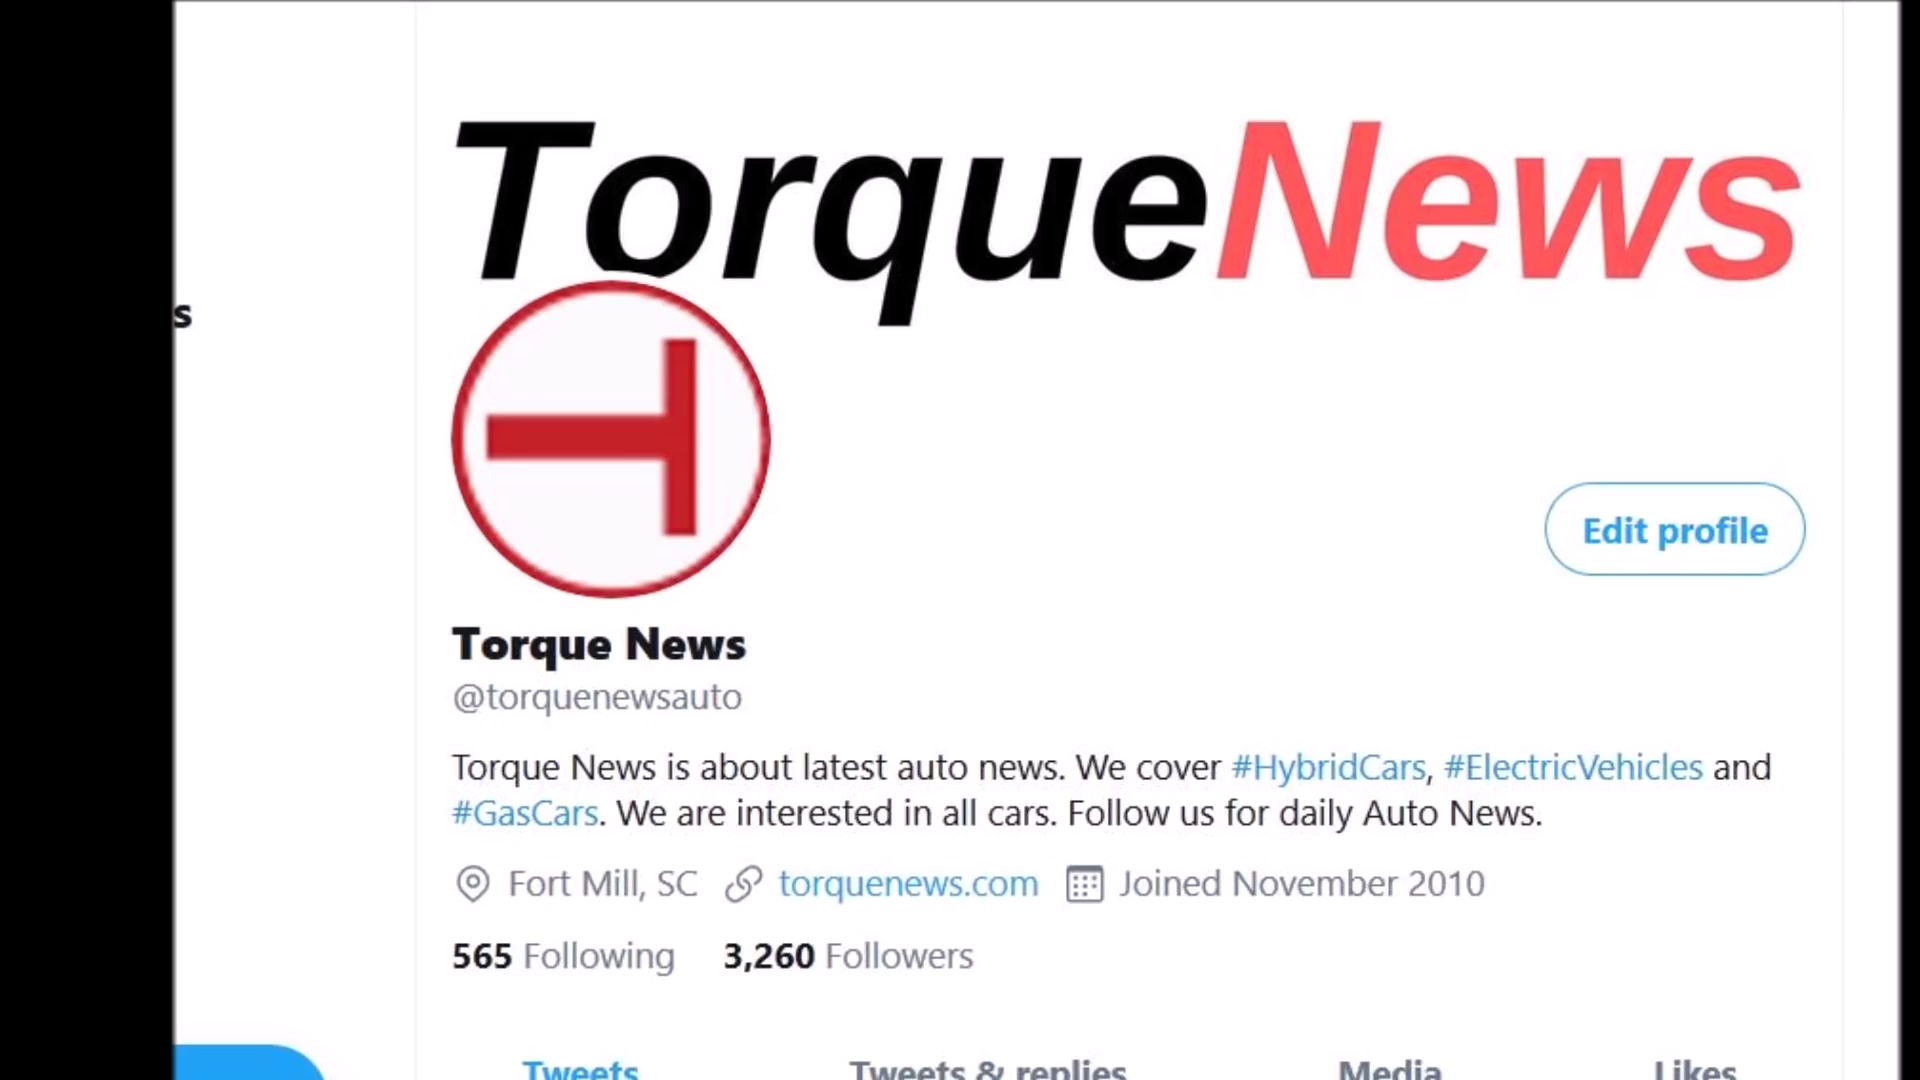 TorqueNews
s
T
Edit profile
Torque News
@torquenewsauto
Torque News is about latest auto news. We cover #HybridCars, #ElectricVehicles and
#GasCars. We are interested in all cars. Follow us for daily Auto News.
Fort Mill, SC torquenews.com Joined November 2010
565 Following 3,260 Followers
Tweets Tweets & replies Media Likes